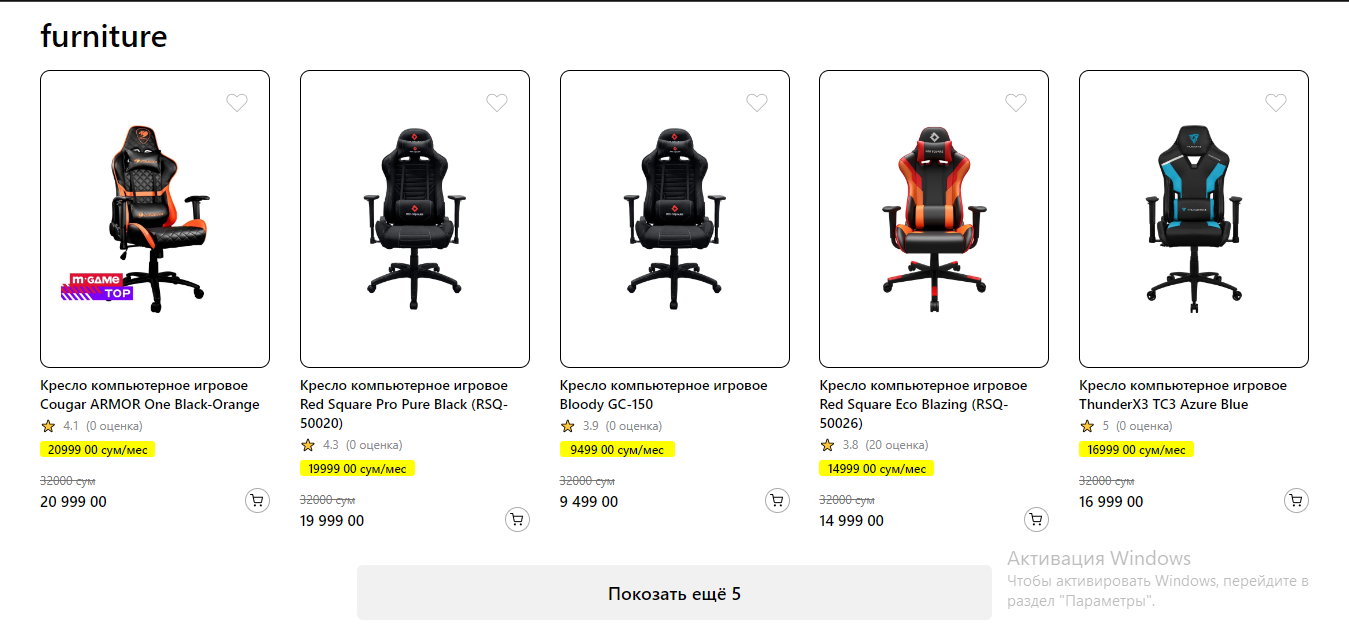 furniture
m!GAME
TOP
Кресло компьютерное игровое
Cougar ARMOR One Black-Orange
4.1 (0 оценка)
20999 00 сум/мес
32000 сум
20 999 00
Кресло компьютерное игровое
Red Square Pro Pure Black (RSQ-
50020)
4.3 (0 оценка)
19999 00 сум/мес
32000 сум
19 999 00
Кресло компьютерное игровое
Bloody GC-150
3.9 (0 оценка)
9499 00 сум/мес
32000 сум
9 499 00
Кресло компьютерное игровое
Red Square Eco Blazing (RSQ-
50026)
3.8 (20 оценка)
14999 00 сум/мес
32000 сум
14 999 00
Кресло компьютерное игровое
ThunderX3 TC3 Azure Blue
5 (0 оценка)
16999 00 сум/мес
32000 сум
16 999 00
Покозать ещё 5
Активация Windows
Чтобы активировать Windows, перейдите в
раздел "Параметры".